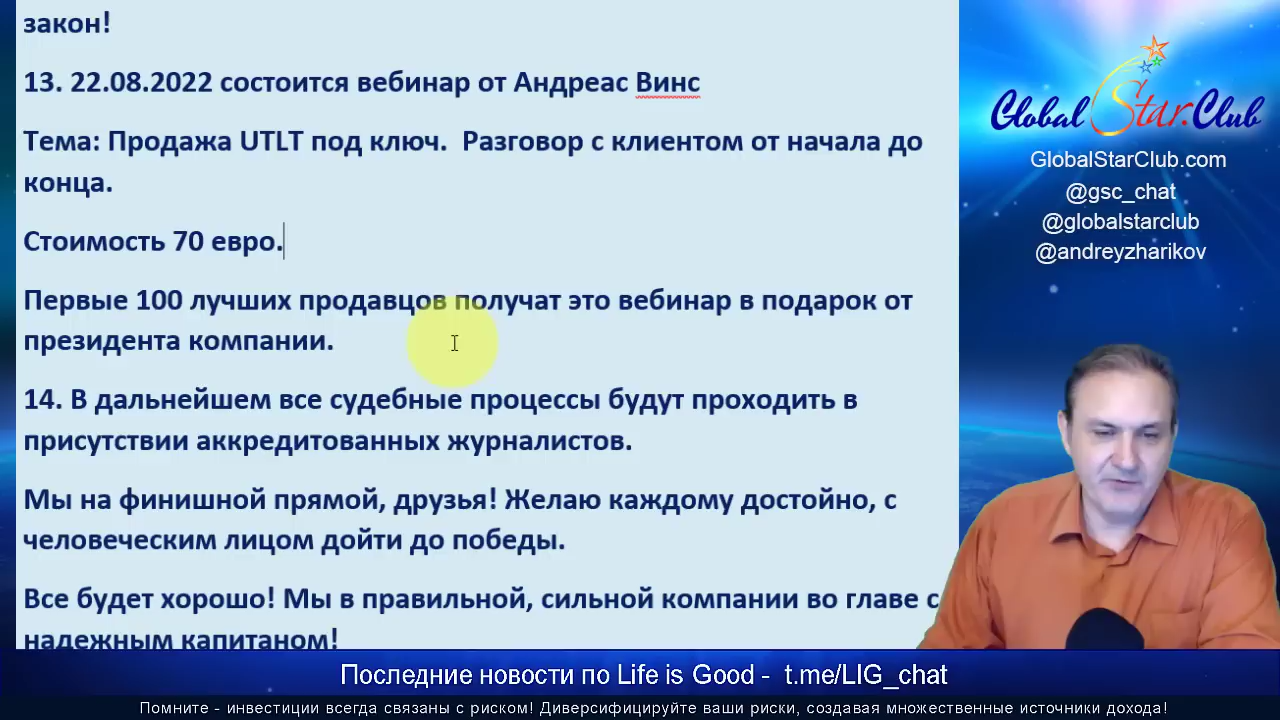 закон!
13. 22.08.2022 состоится вебинар от Андреас Винс
Тема: Продажа UTLT под ключ.  Разговор с клиентом от начала до
конца.
Стоимость 70 евро.
Первые 100 лучших продавцов получат это вебинар в подарок от
президента компании.
14. В дальнейшем все судебные процессы будут проходить в
присутствии аккредитованных журналистов.
Мы на финишной прямой, друзья! Желаю каждому достойно, с
человеческим лицом дойти до победы.
Все будет хорошо! Мы в правильной, сильной компании во главе с
надежным капитаном!
Global Star.Club
GlobalStarClub.com
@gsc_chat
@globalstarclub
@andreyzharikov
Последние новости по Life is Good -  t.me/LIG_chat
Помните - инвестиции всегда связаны с риском! Диверсифицируйте ваши риски, создавая множественные источники дохода!